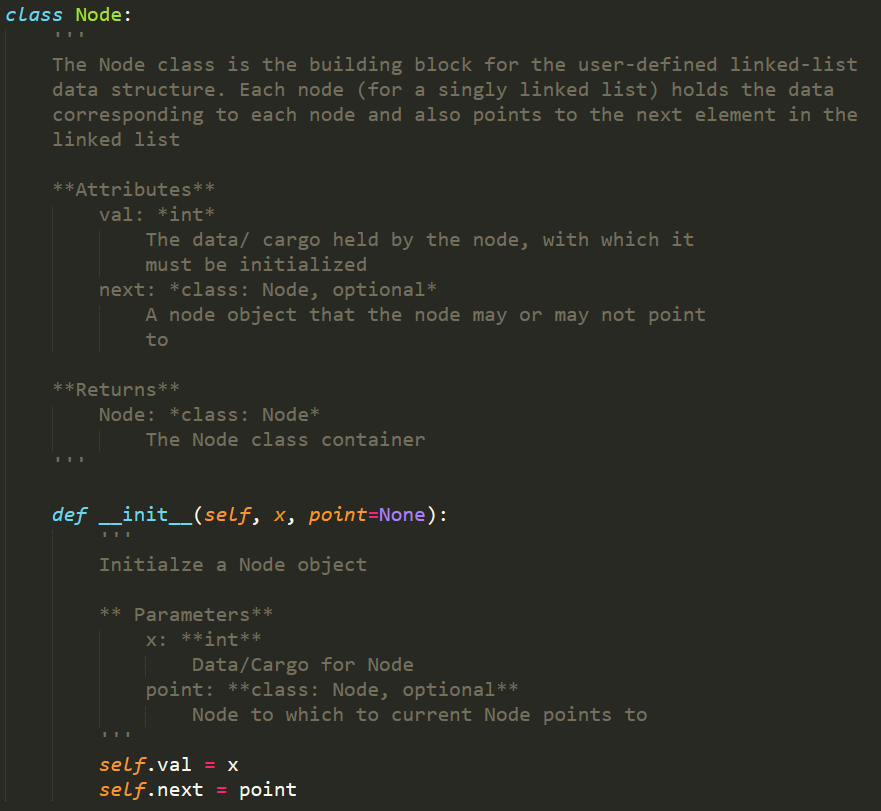 class Node:
    '''
    The Node class is the building block for the user-defined linked-list
    data structure. Each node (for a singly linked list) holds the data
    corresponding to each node and also points to the next element in the
    linked list

    **Attributes**
        val: *int*
            The data/ cargo held by the node, with which it
            must be initialized
        next: *class: Node, optional*
            A node object that the node may or may not point
            to

    **Returns**
        Node: *class: Node*
            The Node class container
    '''

    def __init__(self, x, point=None):
        '''
        Initialze a Node object

        ** Parameters**
            x: **int**
                Data/Cargo for Node
            point: **class: Node, optional**
                Node to which to current Node points to
        '''
        self.val = x
        self.next = point